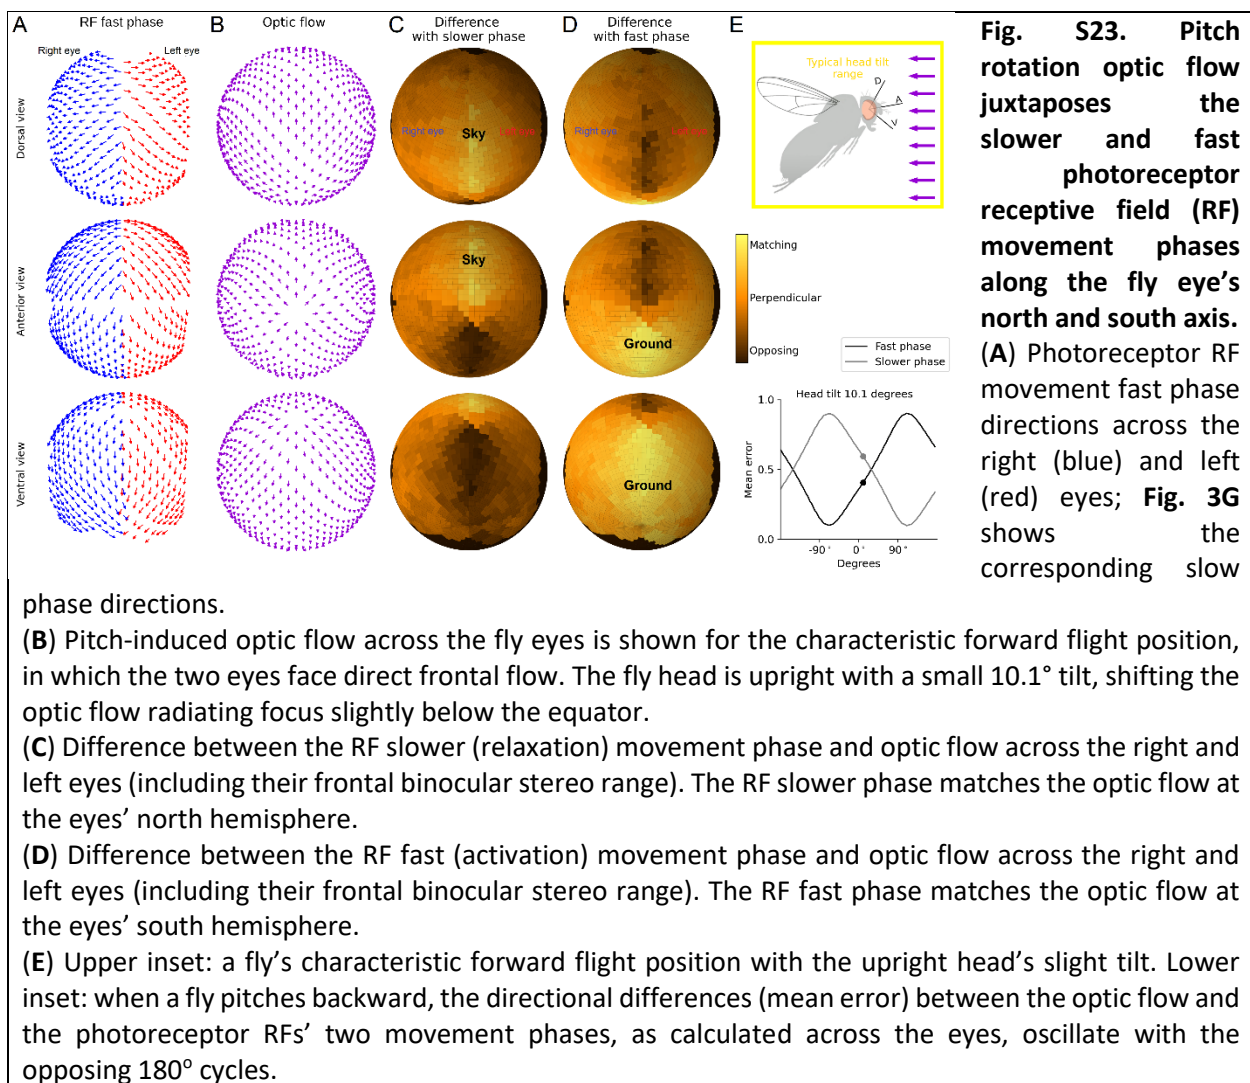 A RF fast phase B Optic flow C Difference with slower phase D Difference with fast phase E
Right eye Left eye
Dorsal view
Anterior view
Ventral view
Right eye Sky Left eye
Right eye Left eye
Sky
Ground
Ground
Typical head tilt
range
D
A
V
Matching
Perpendicular
Opposing
Fast phase
Slower phase
Head tilt 10.1 degrees
Mean error
1.0
0.5
0.0
-90° 0° 90°
Degrees
Fig. S23. Pitch
rotation optic flow
juxtaposes the
slower and fast
photoreceptor
receptive field (RF)
movement phases
along the fly eye's
north and south axis.
(A) Photoreceptor RF
movement fast phase
directions across the
right (blue) and left
(red) eyes; Fig. 3G
shows the
corresponding slow
phase directions.
(B) Pitch-induced optic flow across the fly eyes is shown for the characteristic forward flight position,
in which the two eyes face direct frontal flow. The fly head is upright with a small 10.1° tilt, shifting the
optic flow radiating focus slightly below the equator.
(C) Difference between the RF slower (relaxation) movement phase and optic flow across the right and
left eyes (including their frontal binocular stereo range). The RF slower phase matches the optic flow at
the eyes' north hemisphere.
(D) Difference between the RF fast (activation) movement phase and optic flow across the right and
left eyes (including their frontal binocular stereo range). The RF fast phase matches the optic flow at
the eyes' south hemisphere.
(E) Upper inset: a fly's characteristic forward flight position with the upright head's slight tilt. Lower
inset: when a fly pitches backward, the directional differences (mean error) between the optic flow and
the photoreceptor RFs' two movement phases, as calculated across the eyes, oscillate with the
opposing 180° cycles.